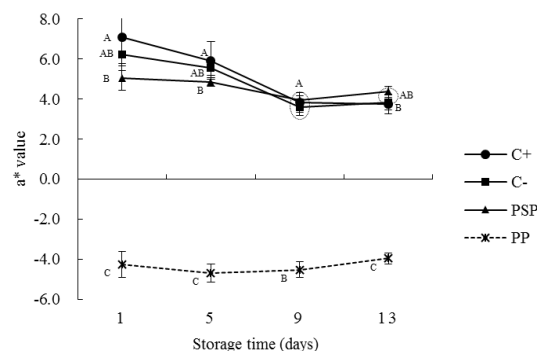 8.0
6.0
4.0
2.0
0.0
-2.0
-4.0
-6.0
a* value
A
AB
B
A
AB
B
A
AB
B
C
C
B
C
C+
C-
PSP
PP
1 5 9 13
Storage time (days)